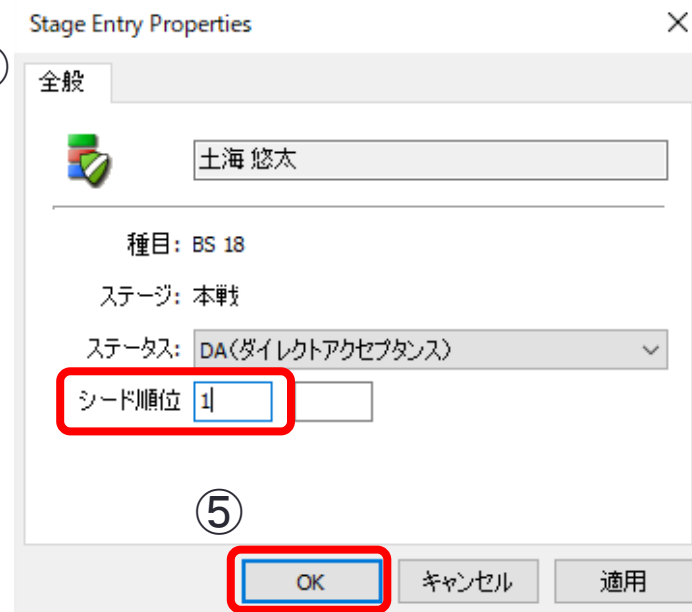 Stage Entry Properties
全般
土海 悠太
種目: BS 18
ステージ: 本戦
ステータス: DA(ダイレクトアクセプタンス)
シード順位 1
⑤
OK キャンセル 適用